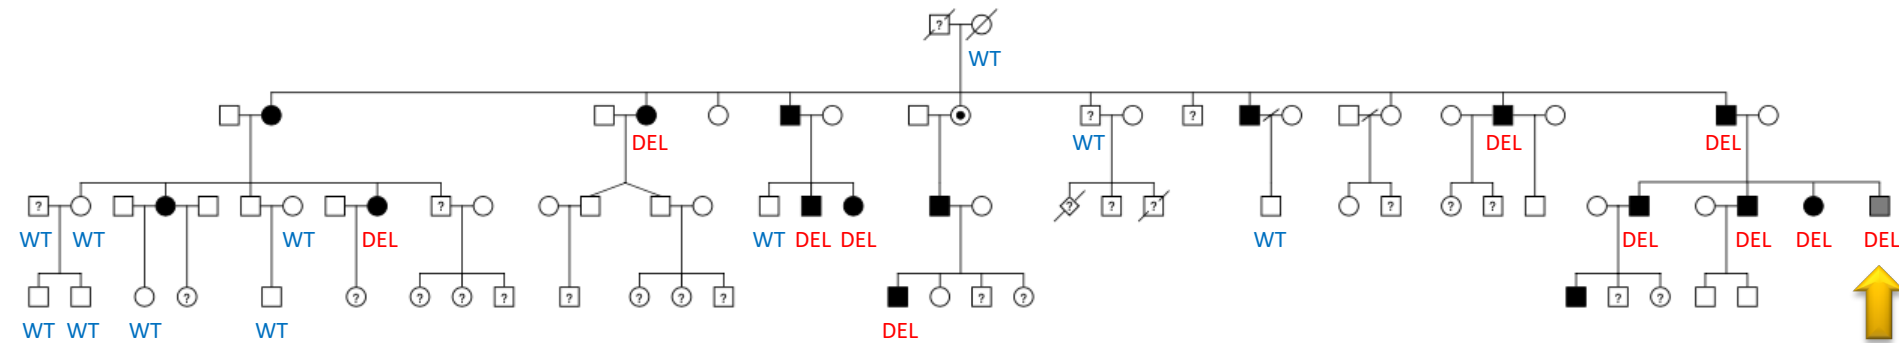 ? 
WT
? ?
DEL WT DEL DEL
? ?
? ? ? ? ? ?
WT WT WT DEL WT DEL DEL WT DEL DEL DEL DEL
? ? ? ? ? ? ? ? ? ? ? ? ? ?
WT WT WT WT DEL